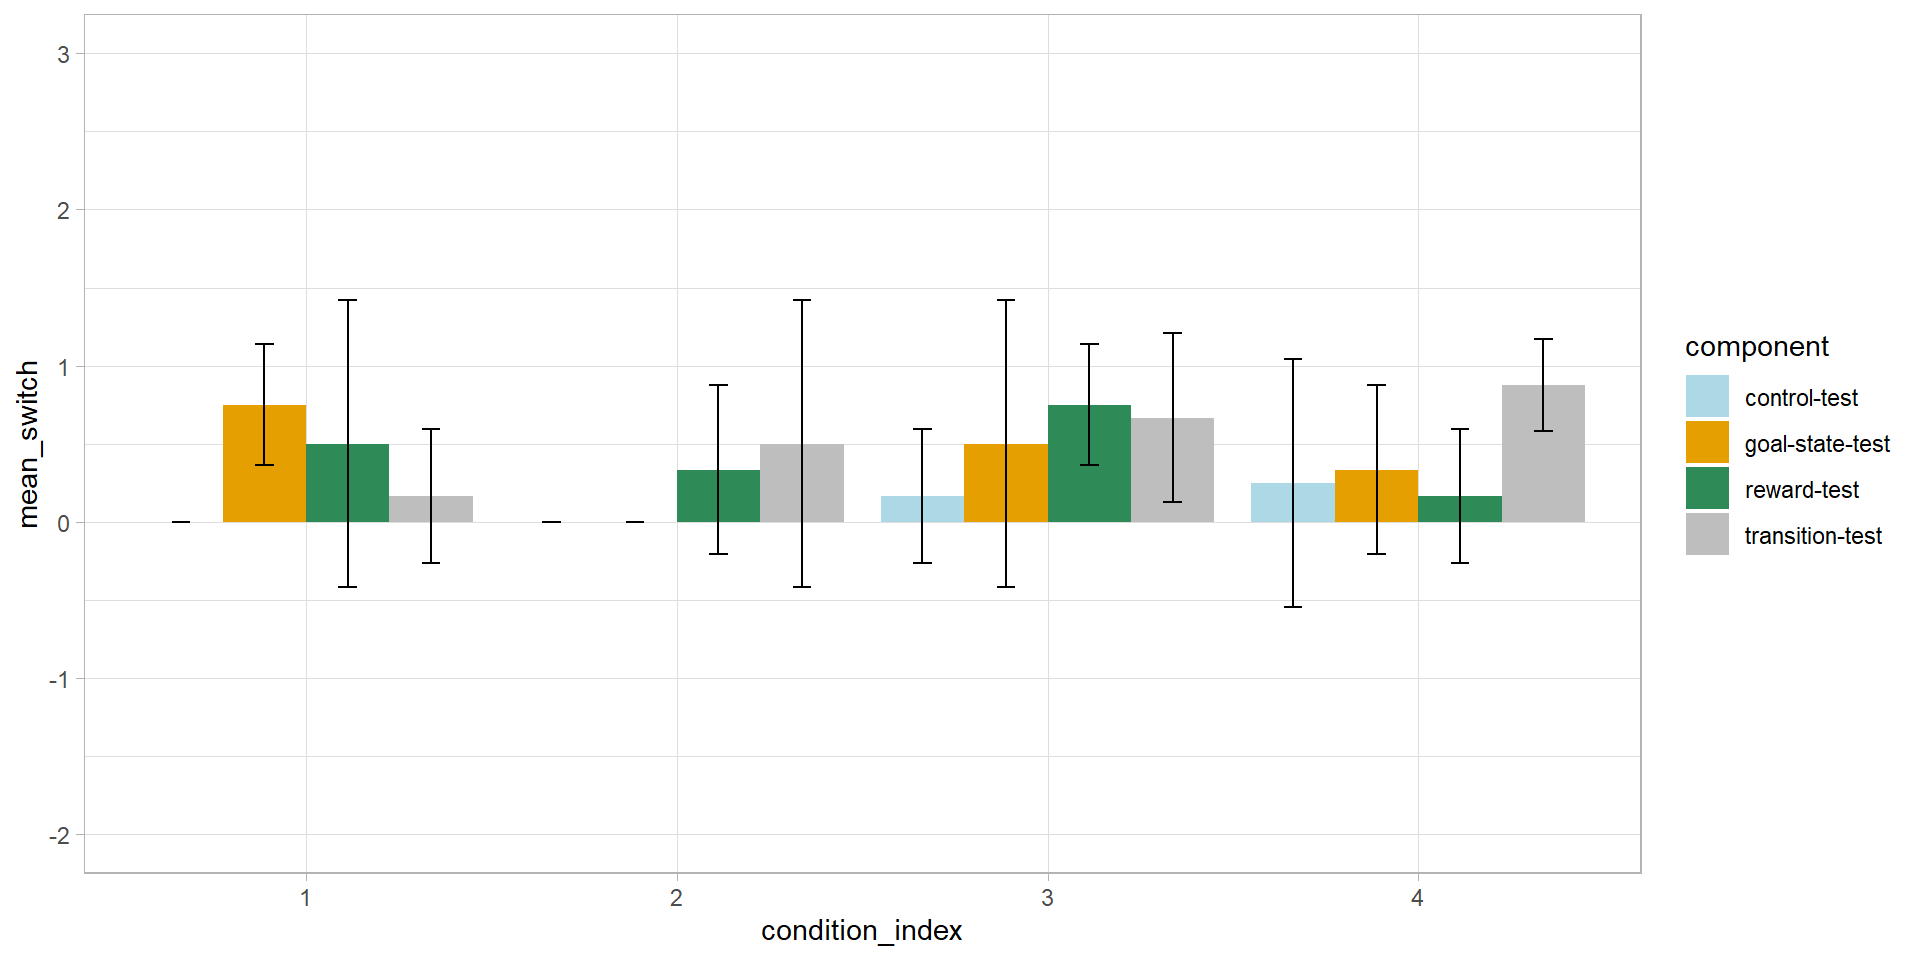 3
2
1
0
-1
-2
mean_switch
1
2
3
4
condition_index
component
control-test
goal-state-test
reward-test
transition-test